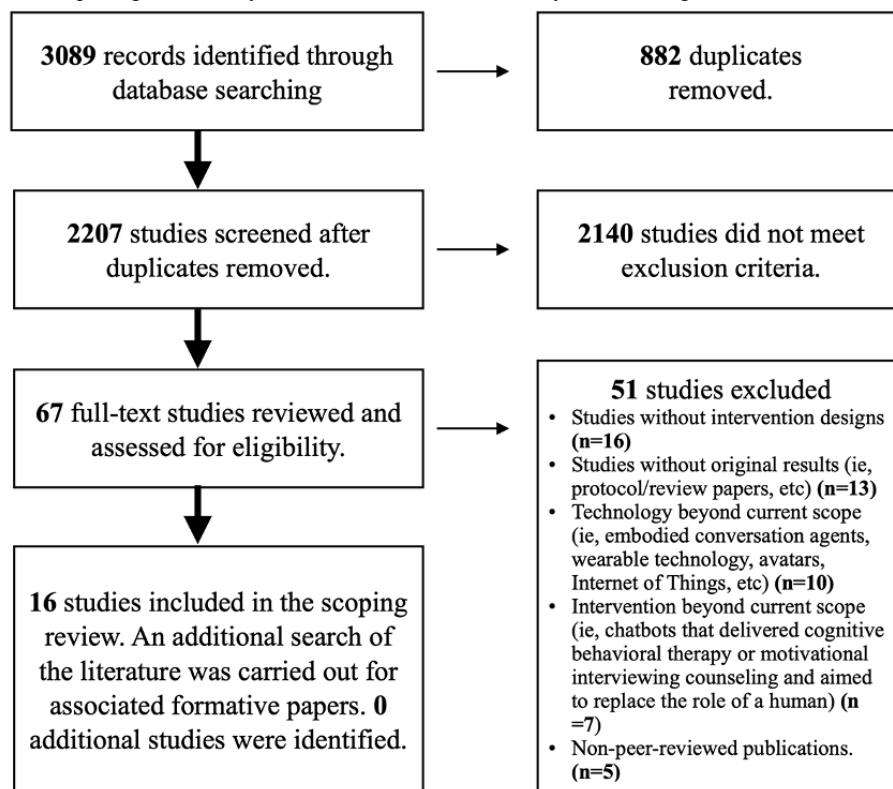 3089 records identified through
database searching
882 duplicates
removed.
2207 studies screened after
duplicates removed.
2140 studies did not meet
exclusion criteria.
67 full-text studies reviewed and
assessed for eligibility.
51 studies excluded
• Studies without intervention designs
(n=16)
• Studies without original results (ie,
protocol/review papers, etc) (n=13)
• Technology beyond current scope
(ie, embodied conversation agents,
wearable technology, avatars,
Internet of Things, etc) (n=10)
• Intervention beyond current scope
(ie, chatbots that delivered cognitive
behavioral therapy or motivational
interviewing counseling and aimed
to replace the role of a human) (n
=7)
• Non-peer-reviewed publications.
(n=5)
16 studies included in the scoping
review. An additional search of
the literature was carried out for
associated formative papers. 0
additional studies were identified.